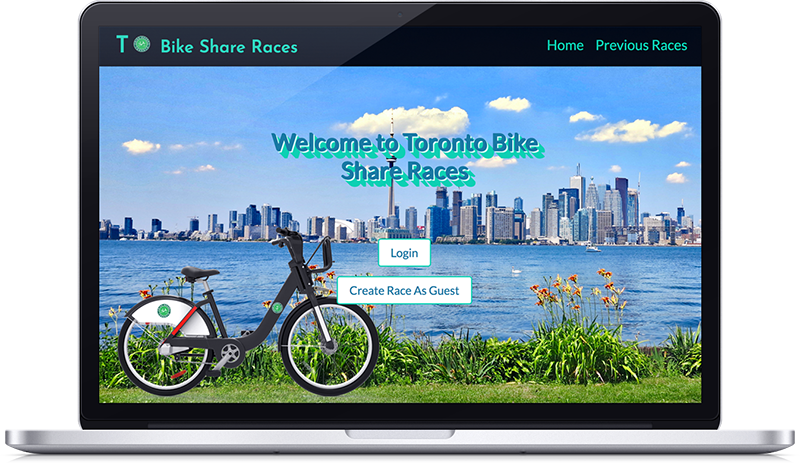 T Bike Share Races
Home Previous Races
Welcome to Toronto Bike
Share Races
Login
Create Race As Guest